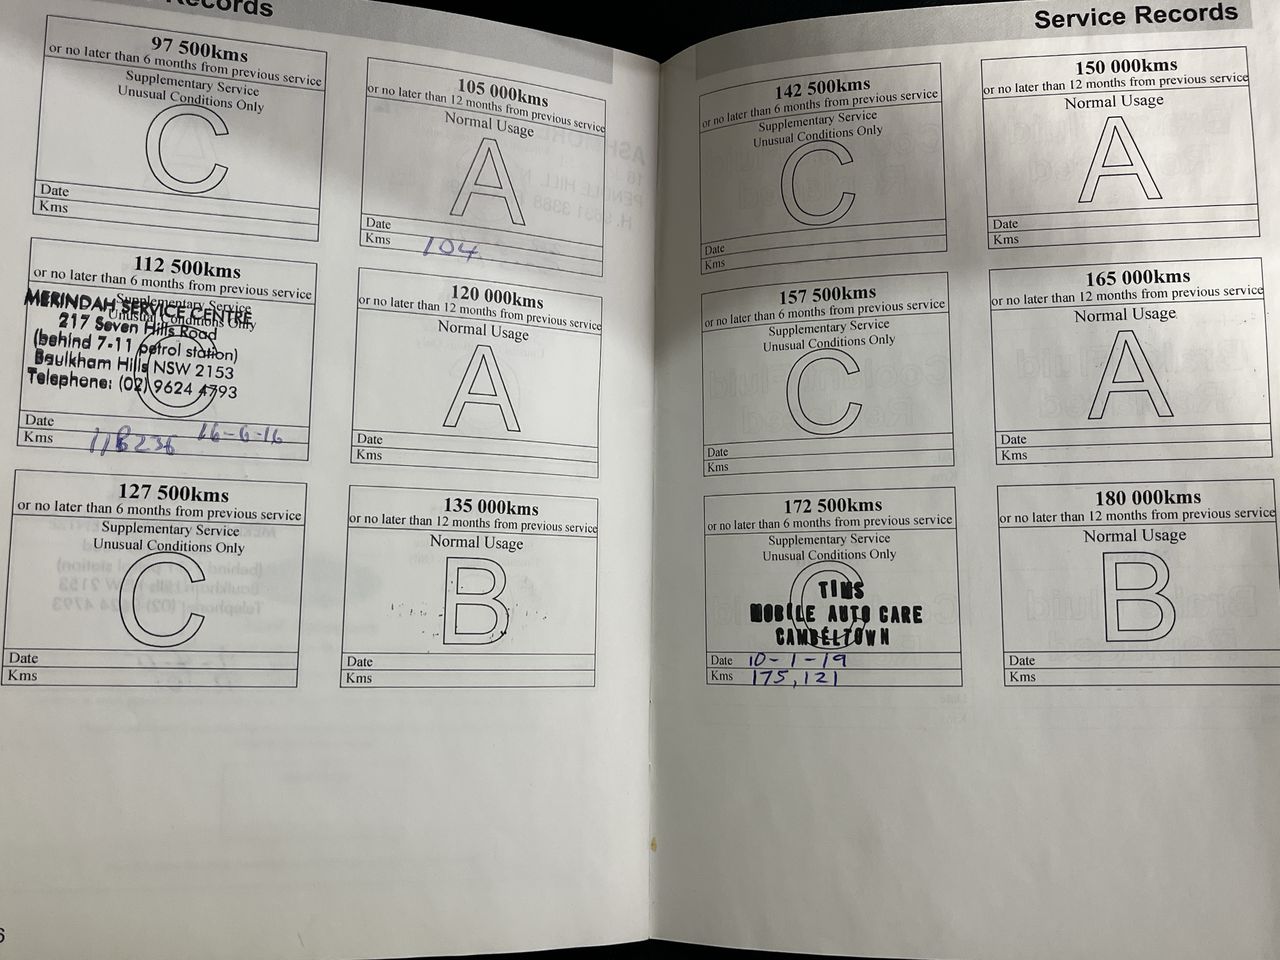 Records
97 500kms
or no later than 6 months from previous service
Supplementary Service
Unusual Conditions Only
C
Date
Kms
105 000kms
or no later than 12 months from previous service
Normal Usage
A
Date
Kms 104
112 500kms
or no later than 6 months from previous service
Supplementary Service
Unusual Conditions Only
C
MERINDAH SERVICE CENTRE
217 Seven Hills Road
(behind 7-11 petrol station)
Baulkham Hills NSW 2153
Telephone: (02) 9624 4793
Date 16-6-16
Kms 118236
120 000kms
or no later than 12 months from previous service
Normal Usage
A
Date
Kms
127 500kms
or no later than 6 months from previous service
Supplementary Service
Unusual Conditions Only
C
Date
Kms
135 000kms
or no later than 12 months from previous service
Normal Usage
B
Date
Kms
6
Service Records
142 500kms
or no later than 6 months from previous service
Supplementary Service
Unusual Conditions Only
C
Date
Kms
150 000kms
or no later than 12 months from previous service
Normal Usage
A
Date
Kms
157 500kms
or no later than 6 months from previous service
Supplementary Service
Unusual Conditions Only
C
Date
Kms
165 000kms
or no later than 12 months from previous service
Normal Usage
A
Date
Kms
172 500kms
or no later than 6 months from previous service
Supplementary Service
Unusual Conditions Only
C
TIMS
MOBILE AUTO CARE
CAMBELTOWN
Date 10-1-19
Kms 175,121
180 000kms
or no later than 12 months from previous service
Normal Usage
B
Date
Kms